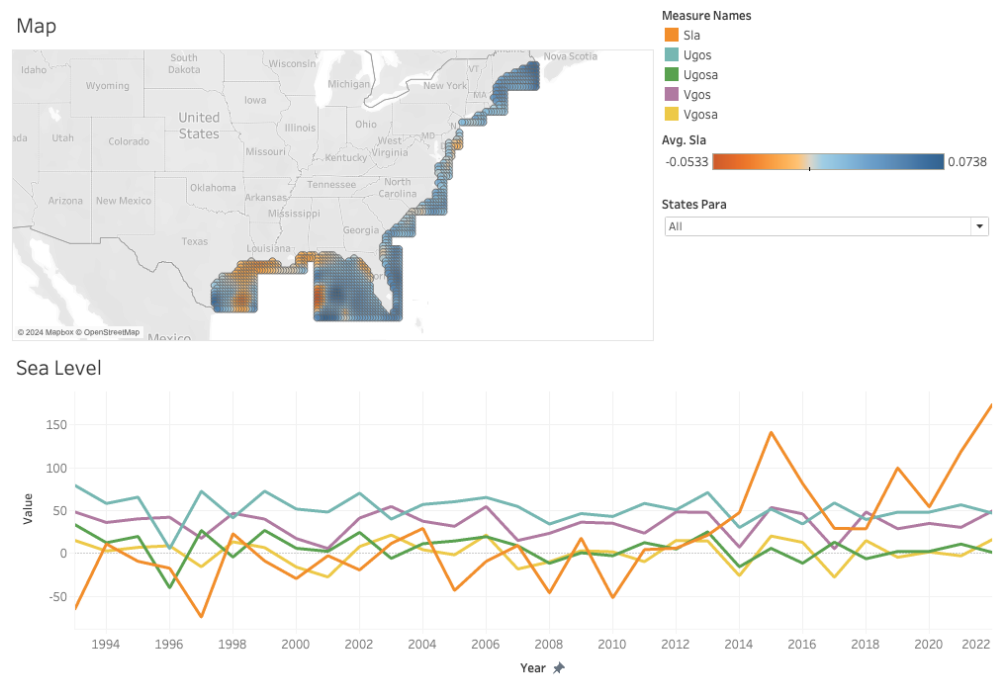 Map
Measure Names
Sla
Ugos
Ugosa
Vgos
Vgosa
Avg. Sla
-0.0533 0.0738
States Para
All
Nova Scotia
Idaho
South
Dakota
Wisconsin
Wyoming
Michigan
VT
New York
MA
Iowa
United
States
Utah
Colorado
Illinois
Ohio
MD
Missouri
West
Virginia
Kentucky
Arizona
New Mexico
Oklahoma
Tennessee
North
Carolina
Arkansas
Mississippi
Georgia
Texas
Louisiana
Mexico
© 2024 Mapbox © OpenStreetMap
Sea Level
Value
150
100
50
0
-50
1994 1996 1998 2000 2002 2004 2006 2008 2010 2012 2014 2016 2018 2020 2022
Year